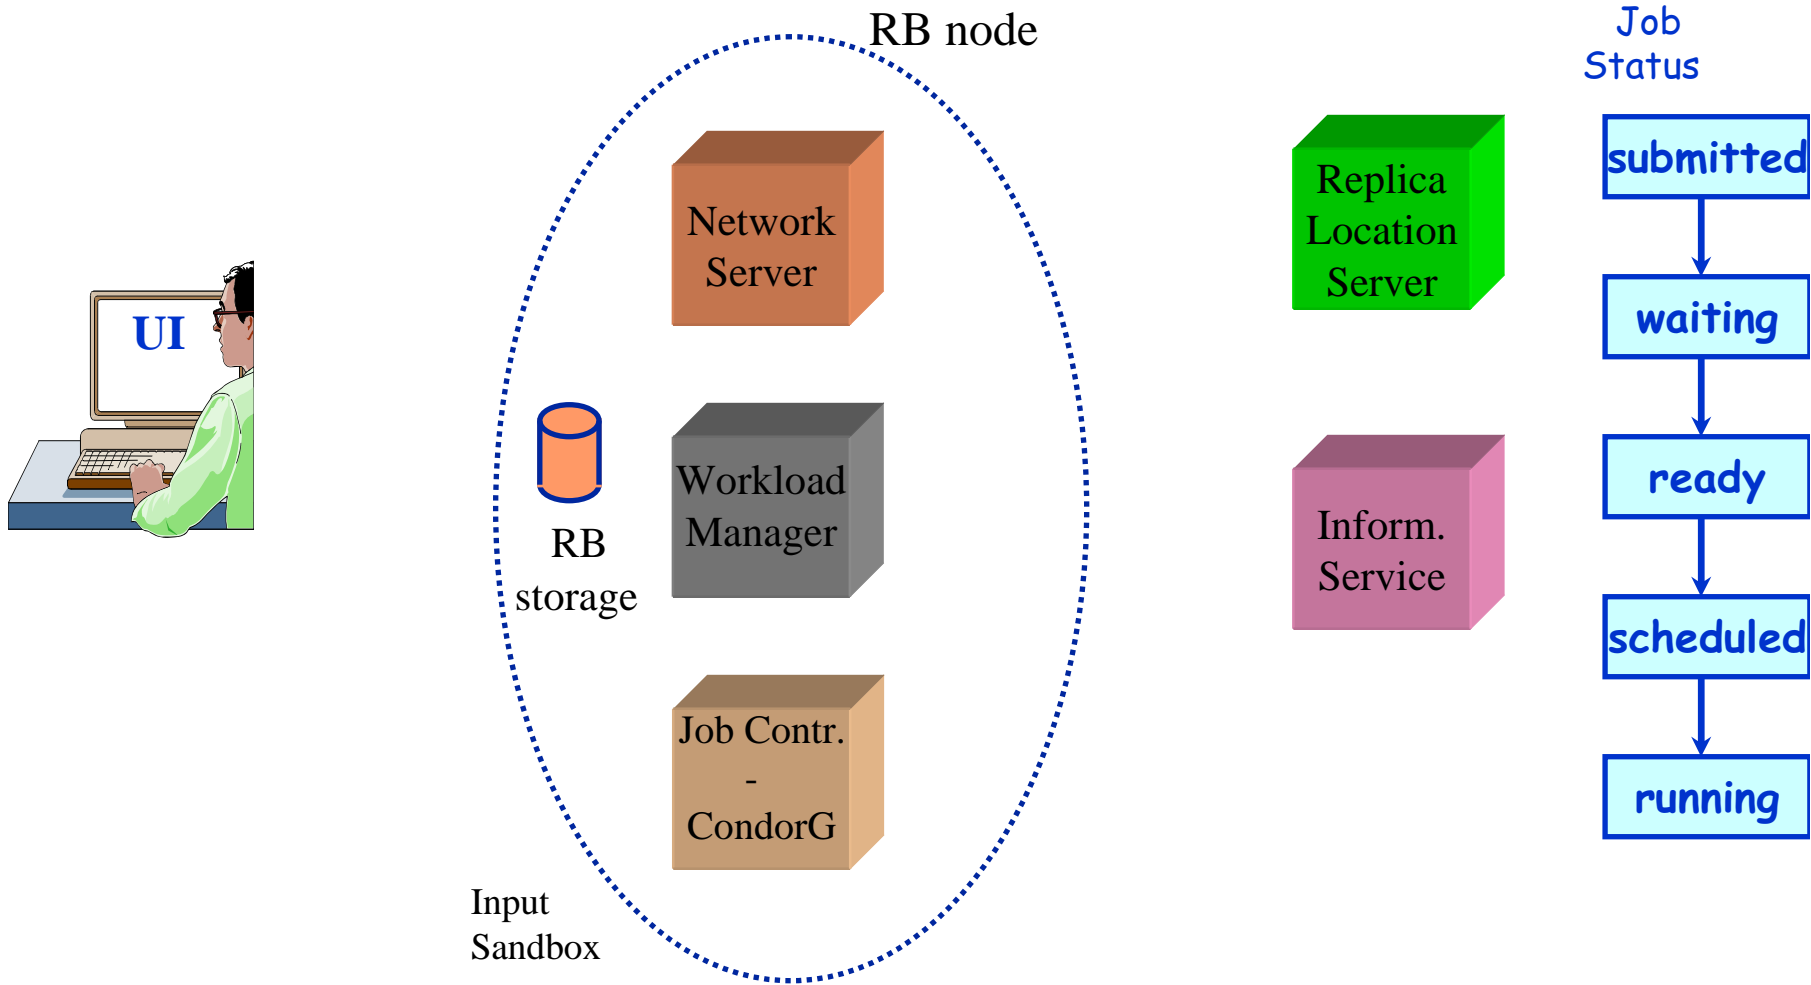 RB node
Job
Status
UI
Network
Server
Replica
Location
Server
submitted
waiting
RB
storage
Workload
Manager
Inform.
Service
ready
scheduled
Job Contr.
-
CondorG
running
Input
Sandbox